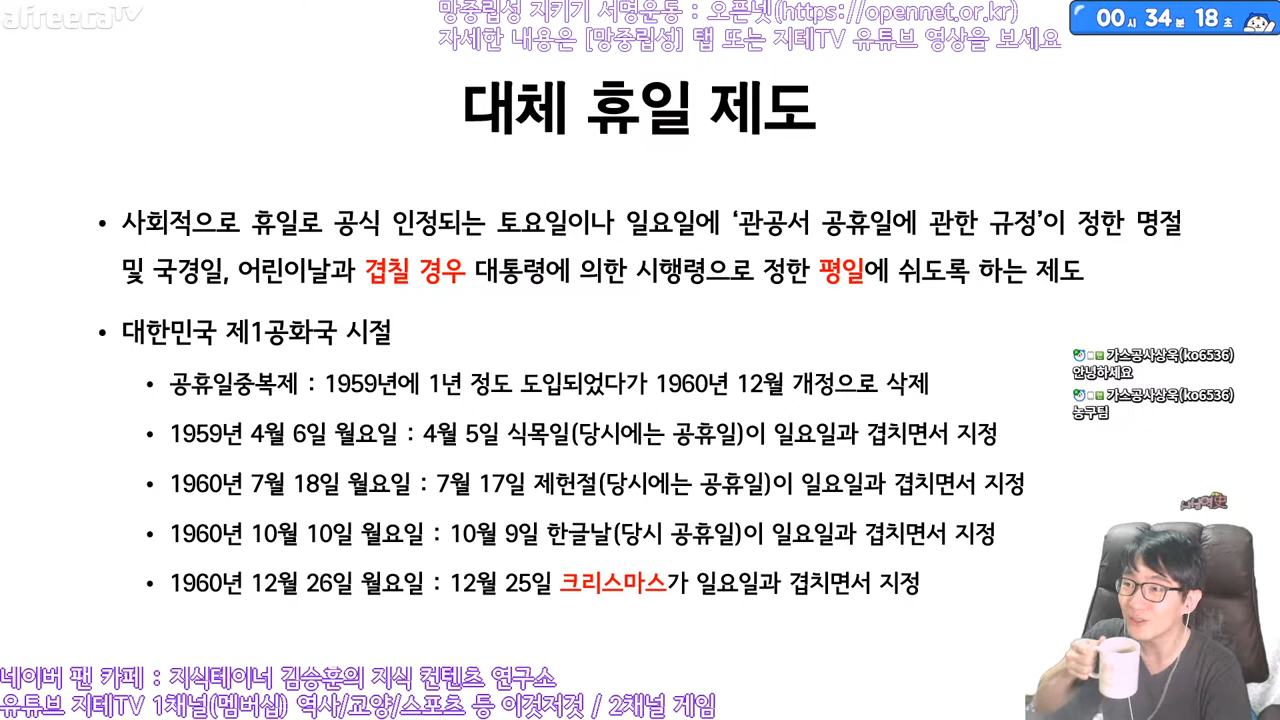 afreecaTV
망중립성 지키기 서명운동 : 오픈넷(https://opennet.or.kr)
자세한 내용은 [망중립성] 탭 또는 지테TV 유튜브 영상을 보세요
00시 34분 18초
대체 휴일 제도
• 사회적으로 휴일로 공식 인정되는 토요일이나 일요일에 ‘관공서 공휴일에 관한 규정’이 정한 명절
및 국경일, 어린이날과 겹칠 경우 대통령에 의한 시행령으로 정한 평일에 쉬도록 하는 제도
• 대한민국 제1공화국 시절
• 공휴일중복제 : 1959년에 1년 정도 도입되었다가 1960년 12월 개정으로 삭제
• 1959년 4월 6일 월요일 : 4월 5일 식목일(당시에는 공휴일)이 일요일과 겹치면서 지정
• 1960년 7월 18일 월요일 : 7월 17일 제헌절(당시에는 공휴일)이 일요일과 겹치면서 지정
• 1960년 10월 10일 월요일 : 10월 9일 한글날(당시 공휴일)이 일요일과 겹치면서 지정
• 1960년 12월 26일 월요일 : 12월 25일 크리스마스가 일요일과 겹치면서 지정
가스공사상욱(ko6536)
안녕하세요
가스공사상욱(ko6536)
농구팀
네이버 팬 카페 : 지식테이너 김승훈의 지식 컨텐츠 연구소
유튜브 지테TV 1채널(멤버십) 역사/교양/스포츠 등 이것저것 / 2채널 게임